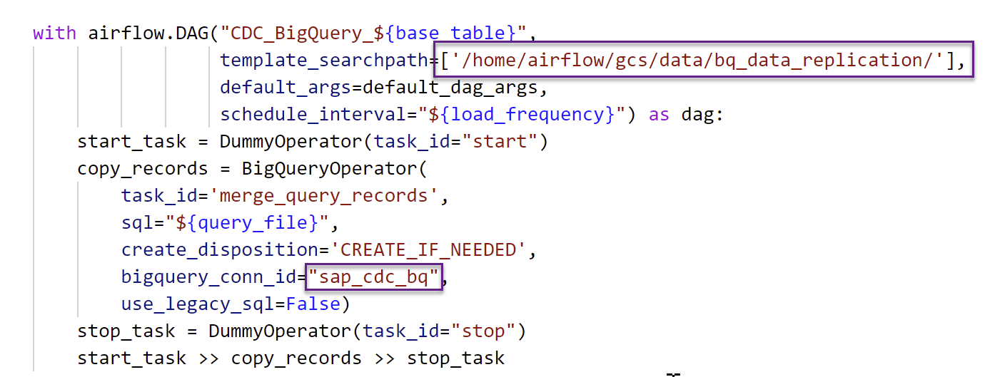 with airflow.DAG("CDC_BigQuery_${base_table}",
template_searchpath=['/home/airflow/gcs/data/bq_data_replication/'],
default_args=default_dag_args,
schedule_interval="${load_frequency}") as dag:
start_task = DummyOperator(task_id="start")
copy_records = BigQueryOperator(
task_id='merge_query_records',
sql="${query_file}",
create_disposition='CREATE_IF_NEEDED',
bigquery_conn_id="sap_cdc_bq",
use_legacy_sql=False)
stop_task = DummyOperator(task_id="stop")
start_task >> copy_records >> stop_task